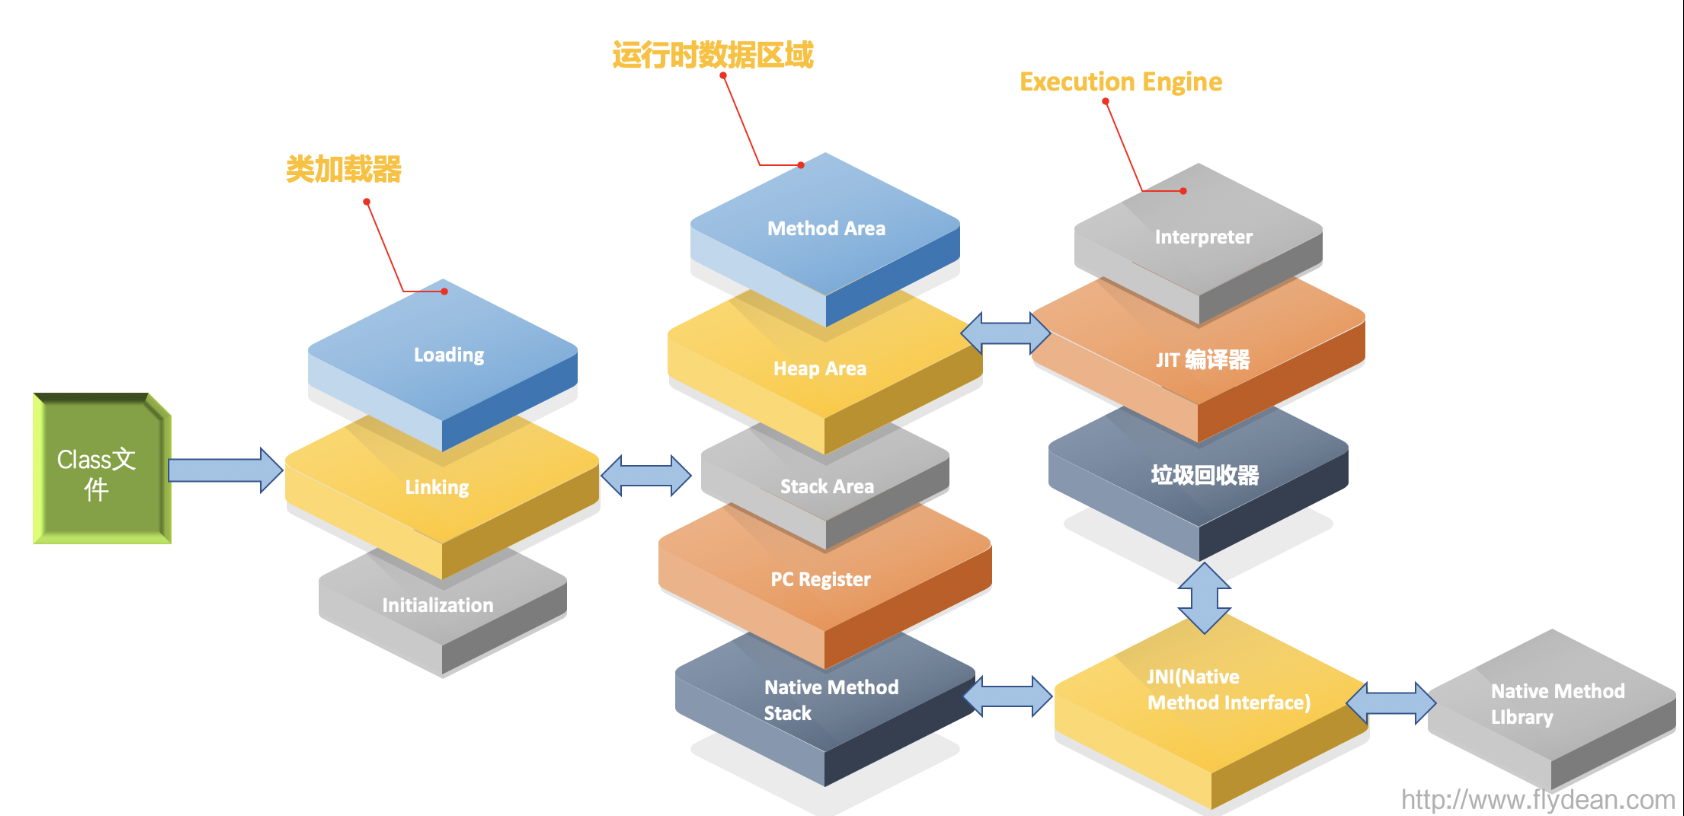 运行时数据区域
Execution Engine
类加载器
Method Area
Interpreter
Loading
Heap Area
JIT 编译器
Class文
件
Linking
Stack Area
垃圾回收器
Initialization
PC Register
Native Method
Stack
JNI(Native
Method Interface)
Native Method
LIbrary
http://www.flydean.com